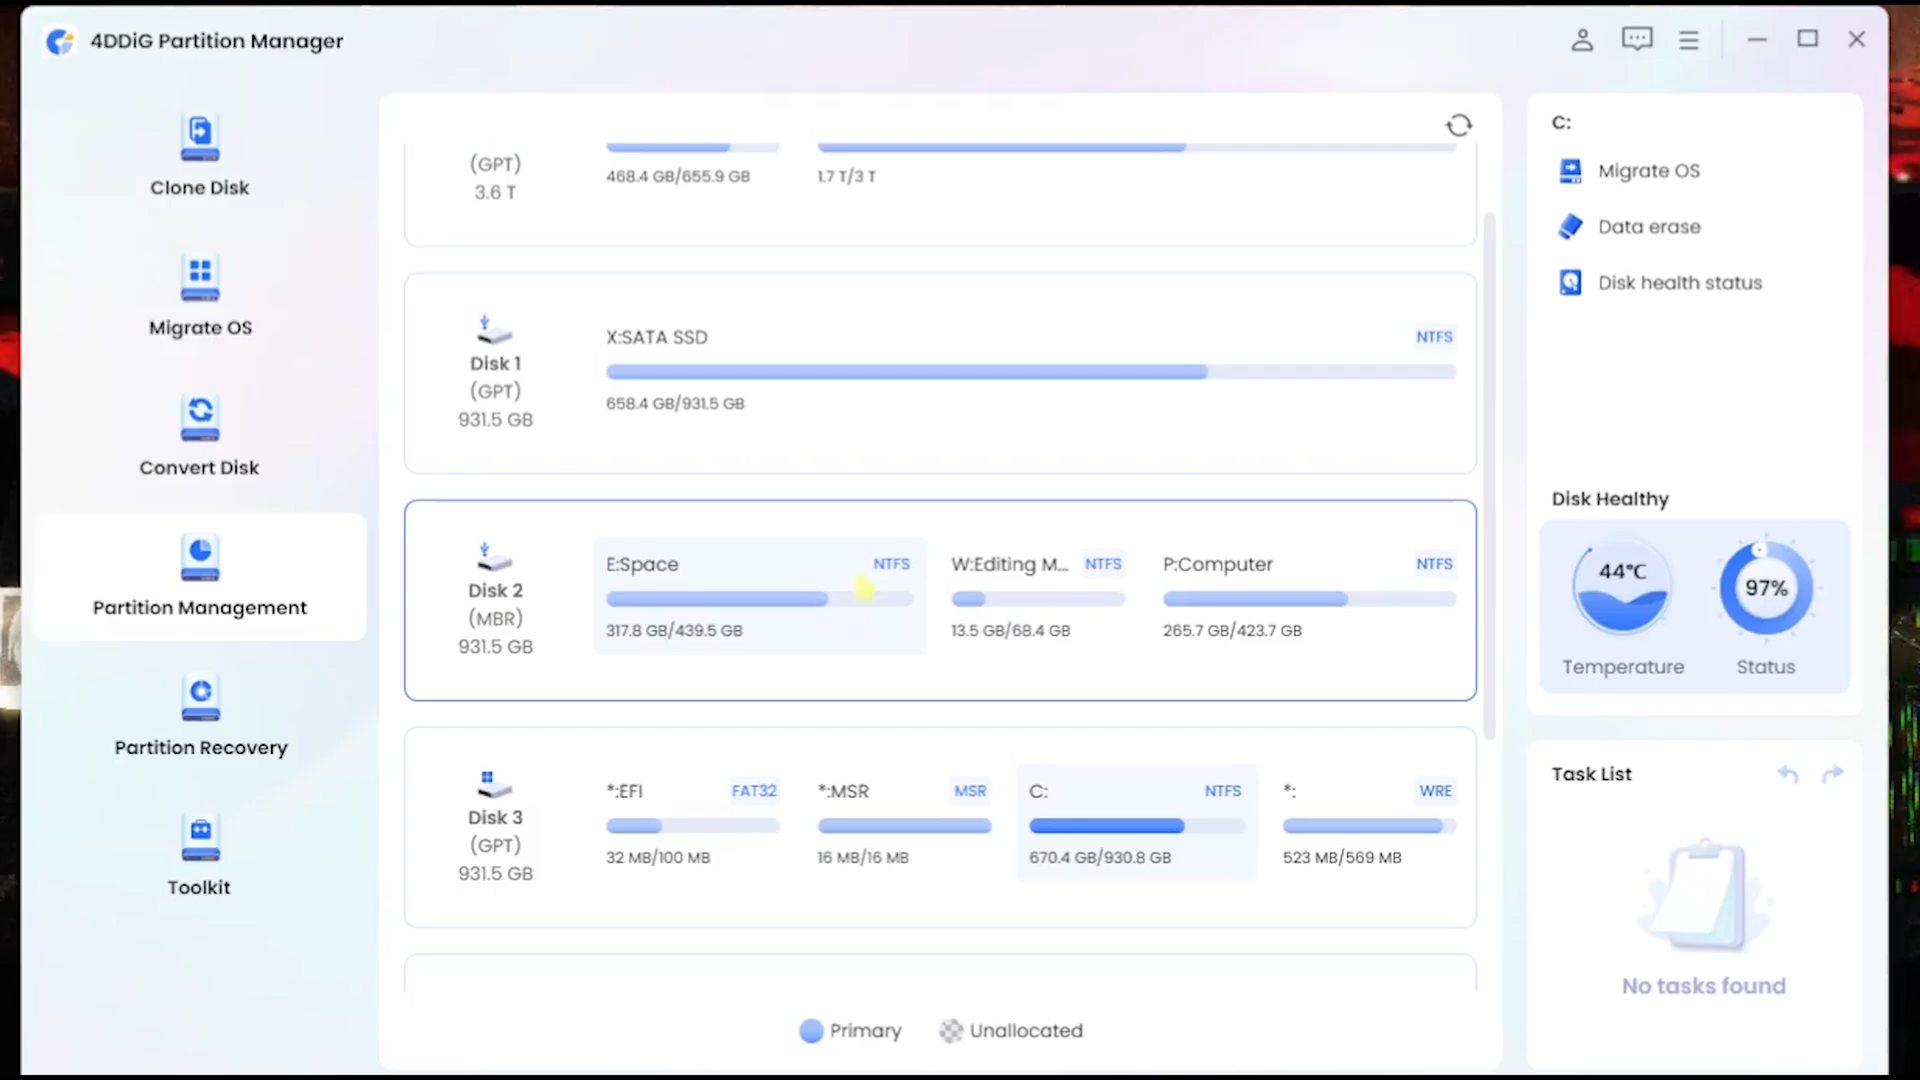 4DDiG Partition Manager
Clone Disk
Migrate OS
Convert Disk
Partition Management
Partition Recovery
Toolkit
(GPT)
3.6 T
468.4 GB/655.9 GB
1.7 T/3 T
Disk 1
(GPT)
931.5 GB
X:SATA SSD
NTFS
658.4 GB/931.5 GB
Disk 2
(MBR)
931.5 GB
E:Space
NTFS
317.8 GB/439.5 GB
W:Editing M...
NTFS
13.5 GB/68.4 GB
P:Computer
NTFS
265.7 GB/423.7 GB
Disk 3
(GPT)
931.5 GB
*:EFI
FAT32
32 MB/100 MB
*:MSR
MSR
16 MB/16 MB
C:
NTFS
670.4 GB/930.8 GB
*:
WRE
523 MB/569 MB
Primary
Unallocated
C:
Migrate OS
Data erase
Disk health status
Disk Healthy
44℃
Temperature
97%
Status
Task List
No tasks found